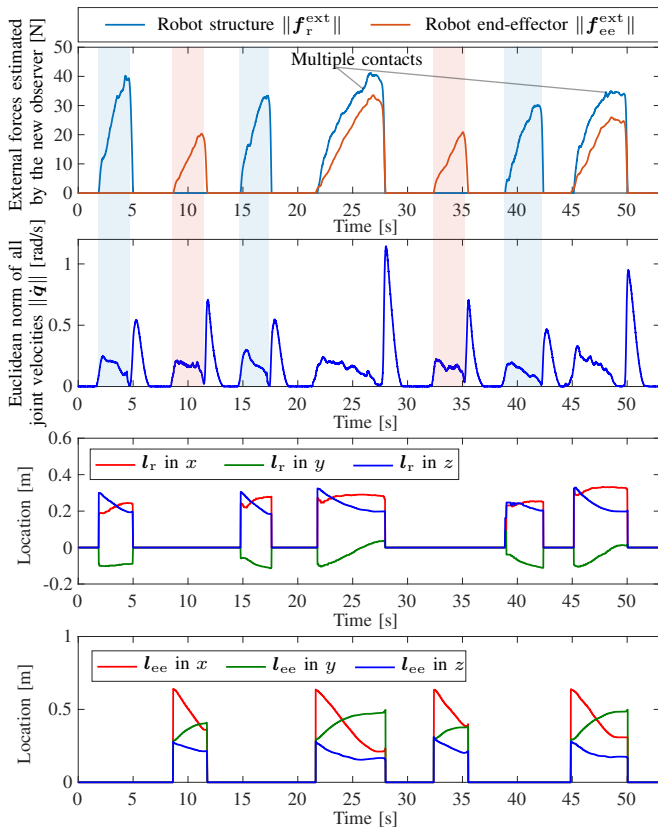 Robot structure ‖f_r^ext‖ Robot end-effector ‖f_ee^ext‖
External forces estimated
by the new observer [N]
Multiple contacts
50
40
30
20
10
0
0 5 10 15 20 25 30 35 40 45 50
Time [s]
Euclidean norm of all
joint velocities ‖q̇‖ [rad/s]
1
0.5
0
0 5 10 15 20 25 30 35 40 45 50
Time [s]
Location [m]
l_r in x l_r in y l_r in z
0.6
0.4
0.2
0
-0.2
0 5 10 15 20 25 30 35 40 45 50
Time [s]
Location [m]
l_ee in x l_ee in y l_ee in z
1
0.5
0
0 5 10 15 20 25 30 35 40 45 50
Time [s]